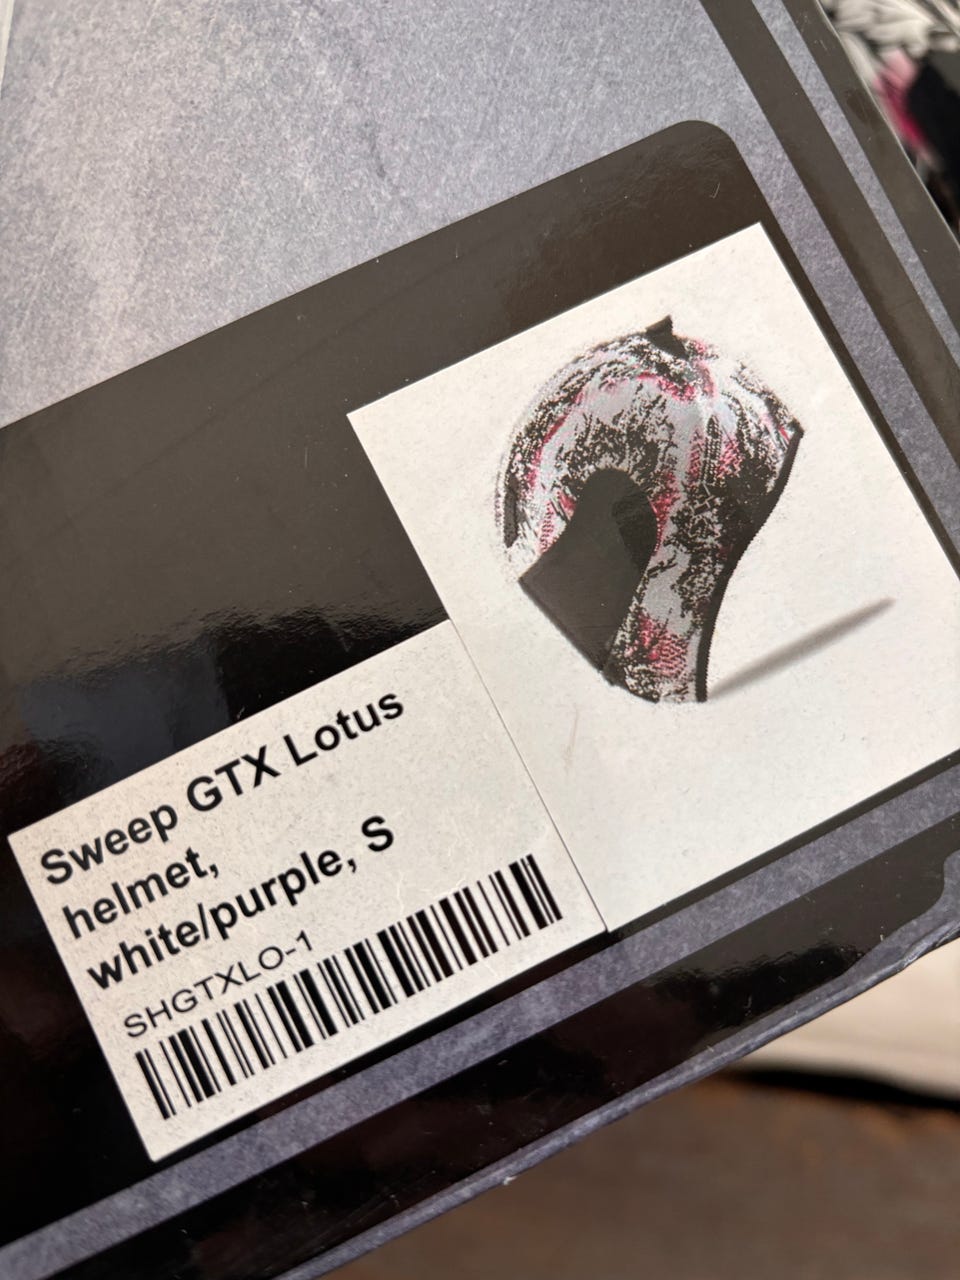 Sweep GTX Lotus
helmet,
white/purple, S
SHGTXLO-1